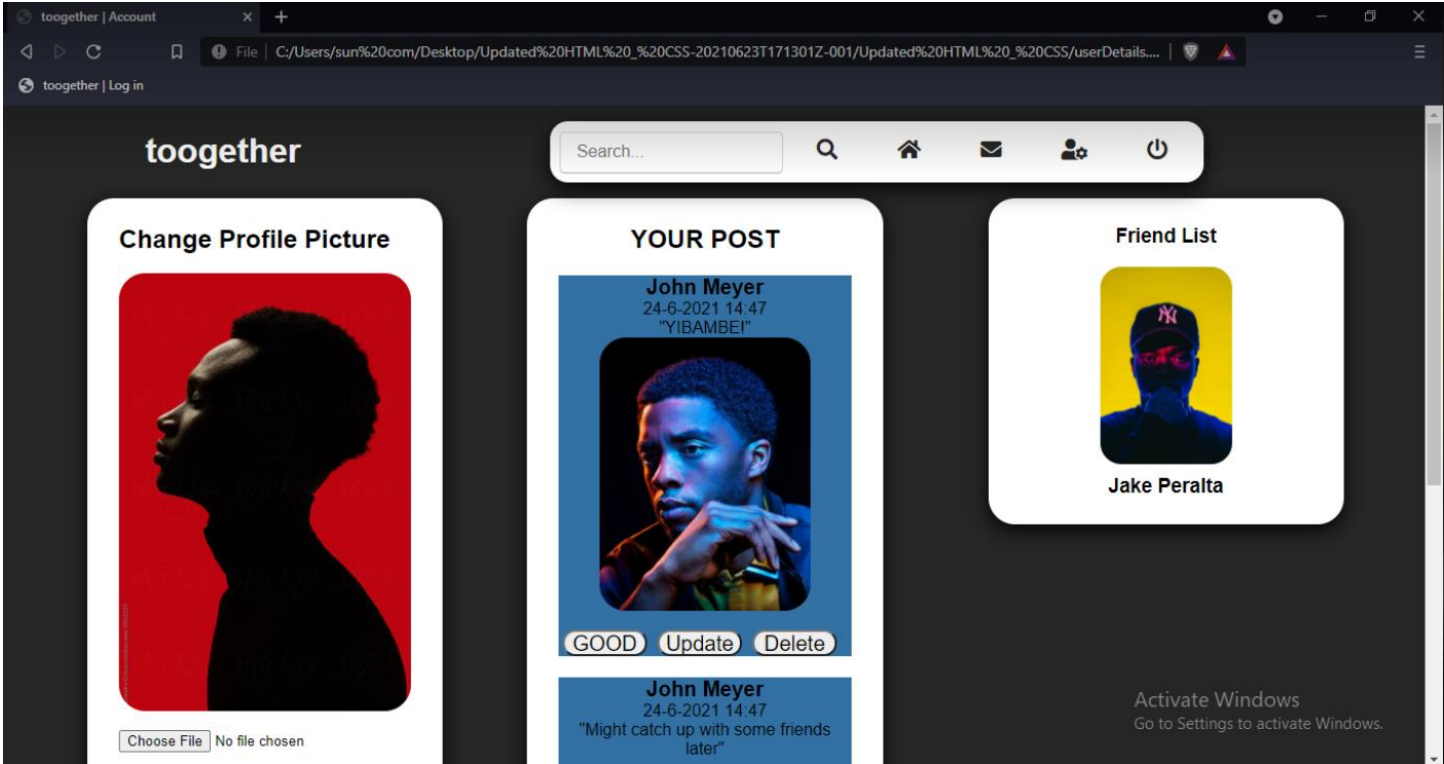 toogether | Account
File | C:/Users/sun%20com/Desktop/Updated%20HTML%20_%20CSS-20210623T171301Z-001/Updated%20HTML%20_%20CSS/userDetails....
toogether | Log in
toogether
Search...
Change Profile Picture
Choose File No file chosen
YOUR POST
John Meyer
24-6-2021 14:47
"YIBAMBE!"
GOOD Update Delete
John Meyer
24-6-2021 14:47
"Might catch up with some friends
later"
Friend List
NY
Jake Peralta
Activate Windows
Go to Settings to activate Windows.